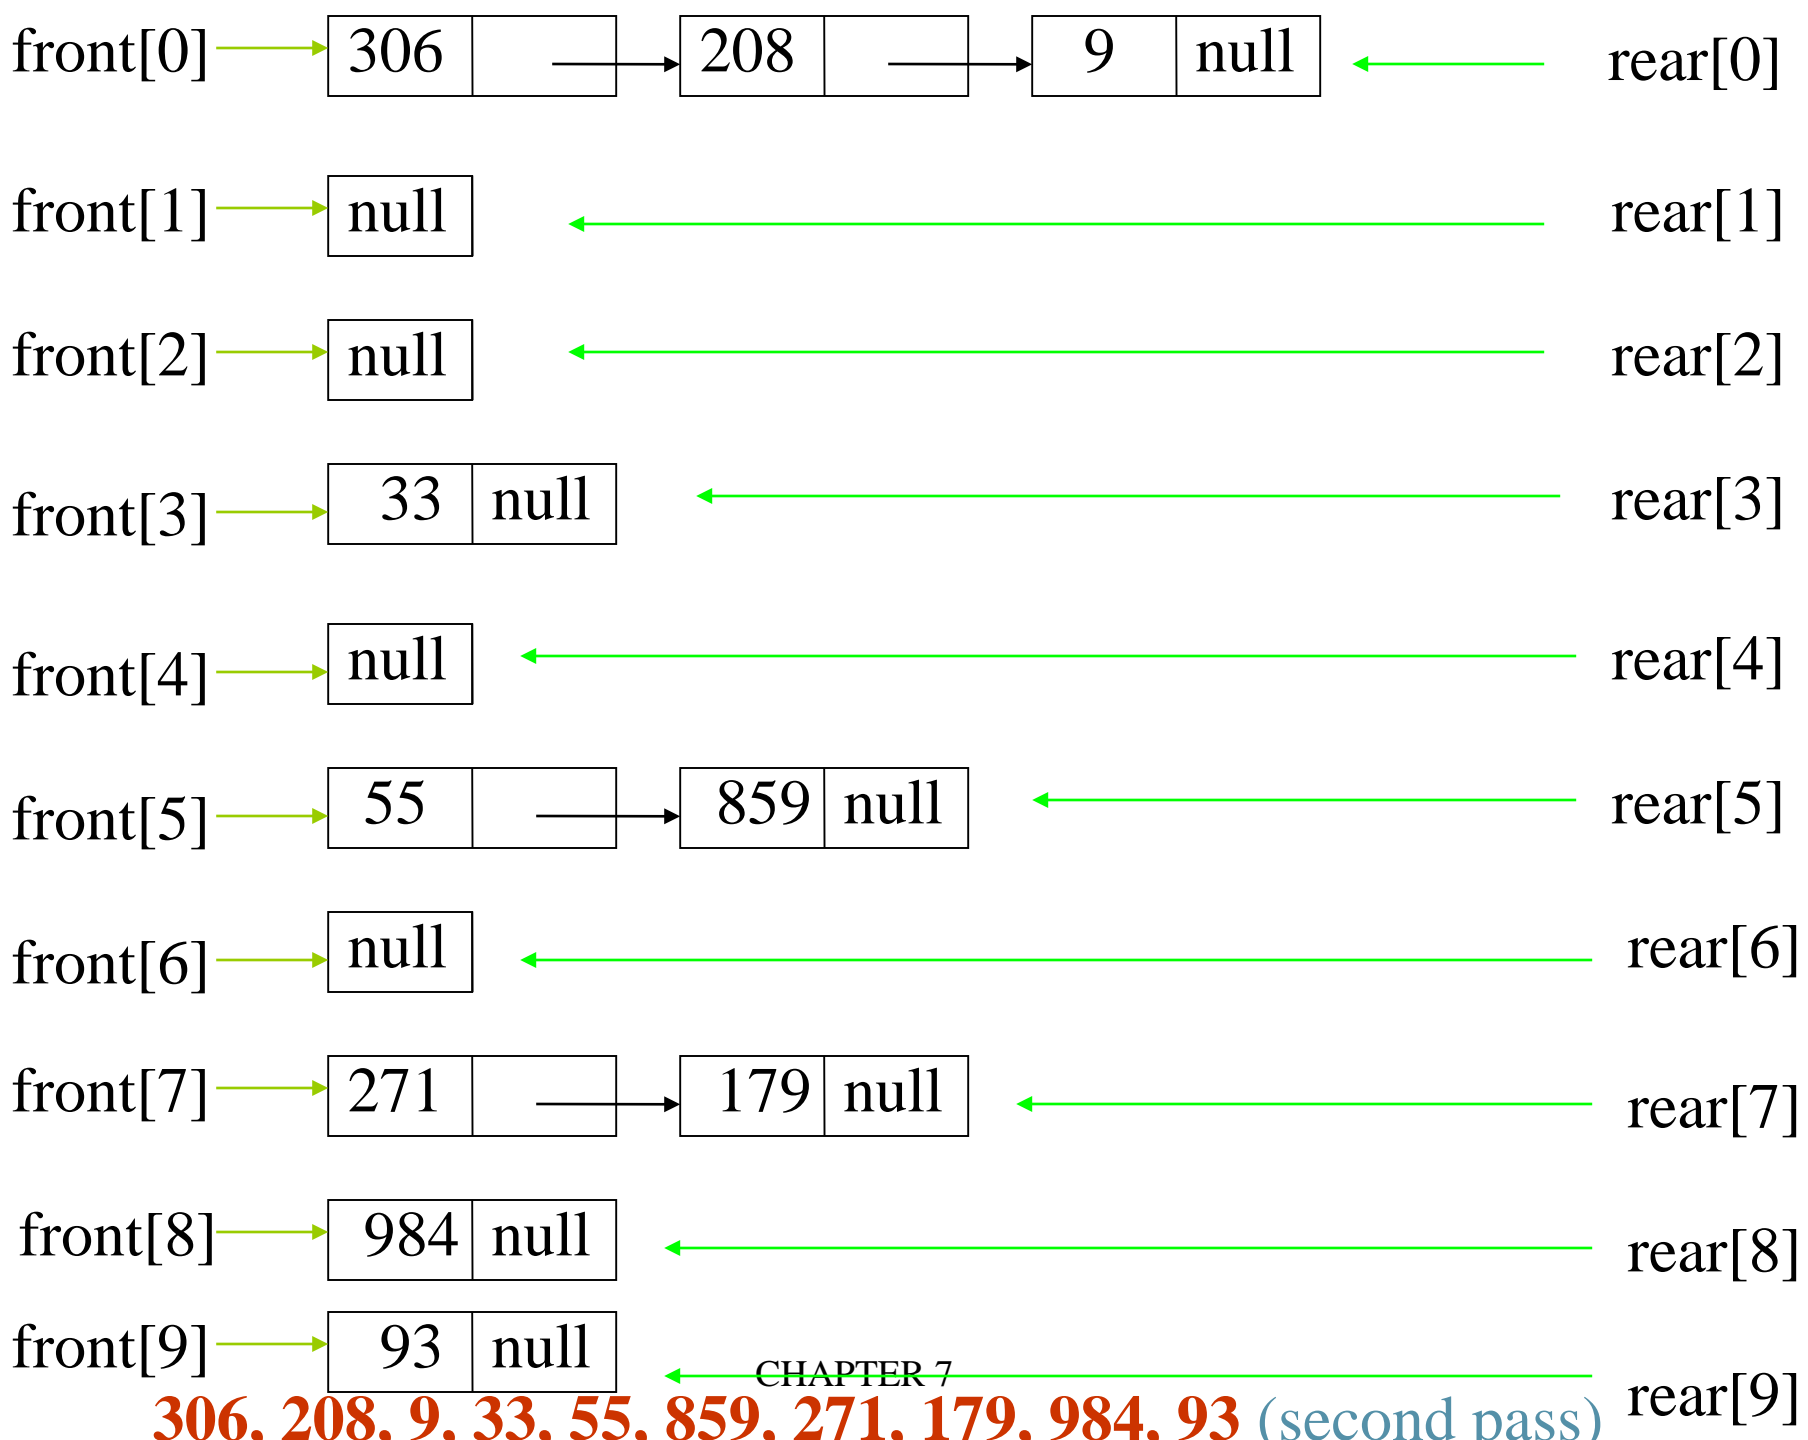 front[0] 306 208 9 null rear[0]
front[1] null rear[1]
front[2] null rear[2]
front[3] 33 null rear[3]
front[4] null rear[4]
front[5] 55 859 null rear[5]
front[6] null rear[6]
front[7] 271 179 null rear[7]
front[8] 984 null rear[8]
front[9] 93 null rear[9]
CHAPTER 7
306, 208, 9, 33, 55, 859, 271, 179, 984, 93 (second pass)